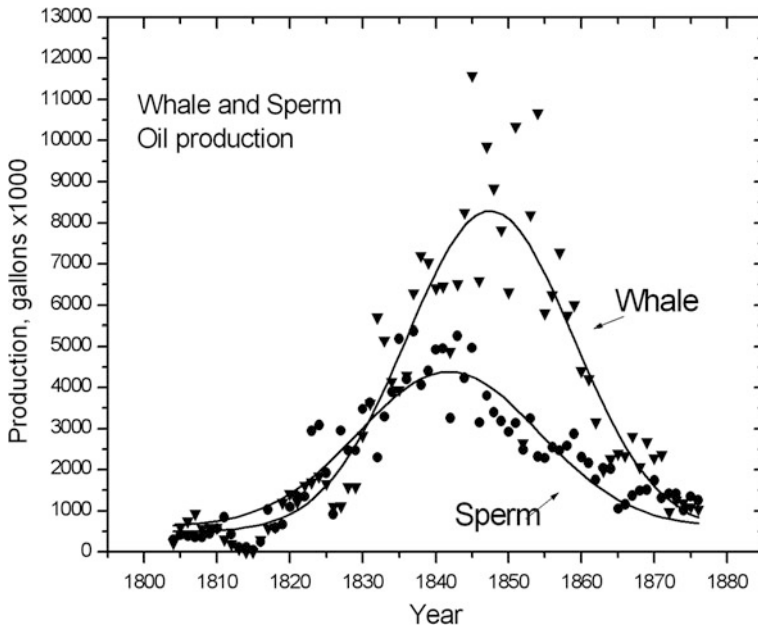 13000
12000
11000
10000
9000
8000
7000
6000
5000
4000
3000
2000
1000
0
Production, gallons x1000
Whale and Sperm
Oil production
Whale
Sperm
1800 1810 1820 1830 1840 1850 1860 1870 1880
Year